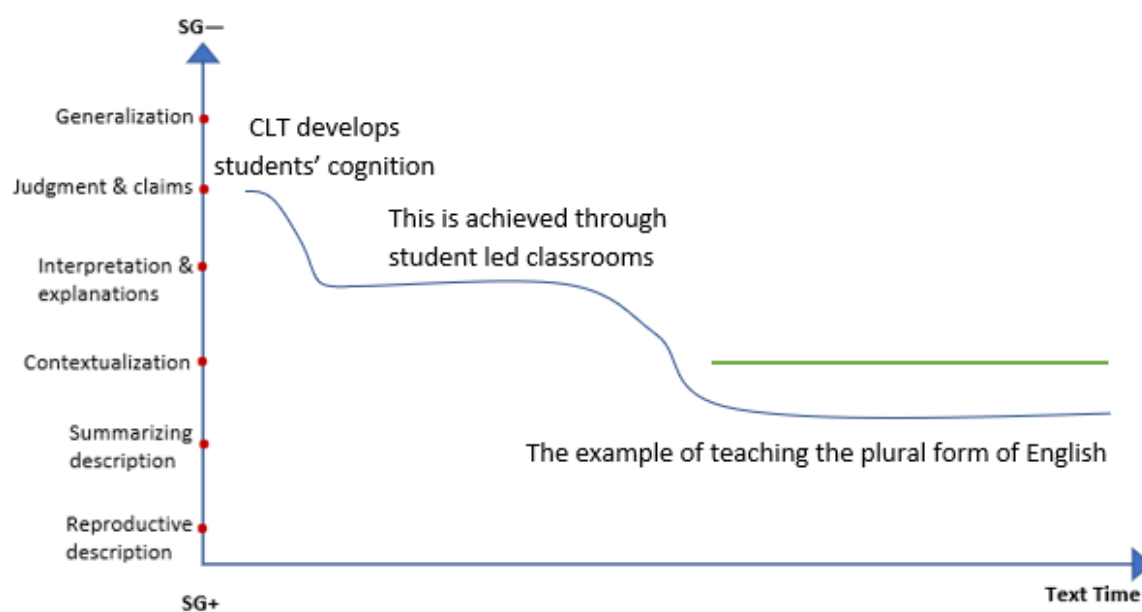 SG—
Generalization
CLT develops
students’ cognition
Judgment & claims
This is achieved through
student led classrooms
Interpretation &
explanations
Contextualization
Summarizing
description
The example of teaching the plural form of English
Reproductive
description
Text Time
SG+